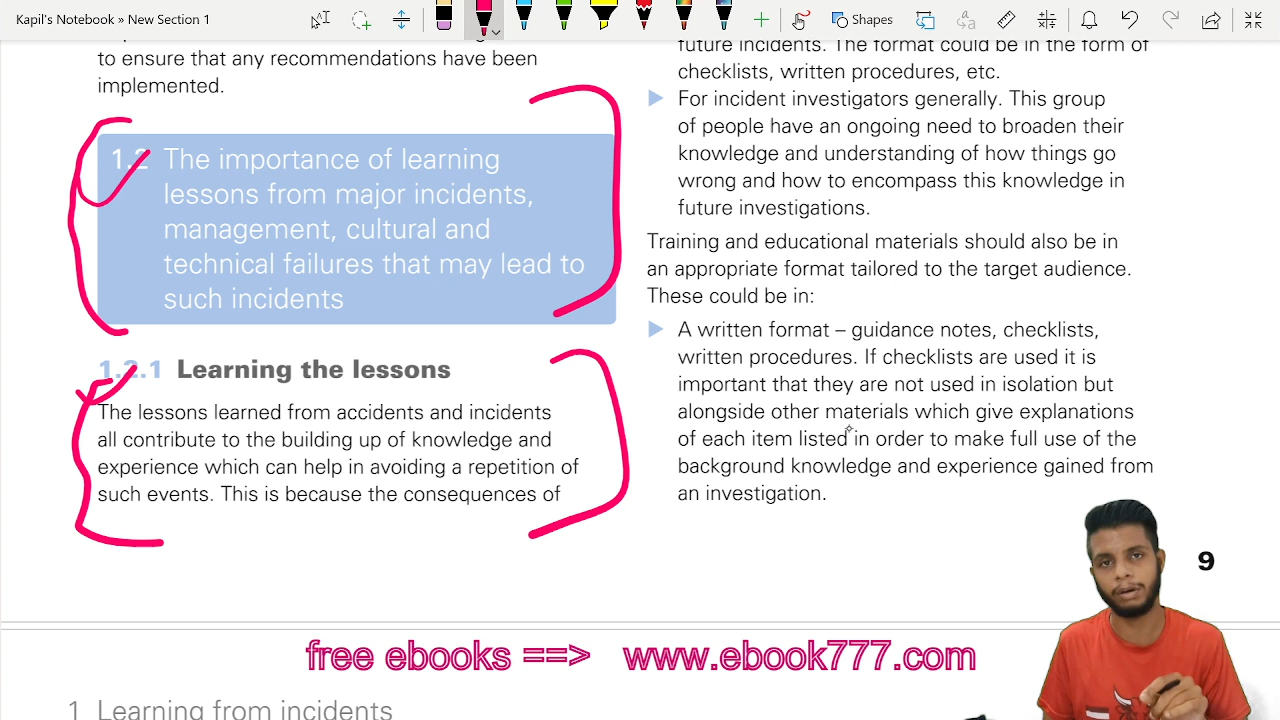 Kapil's Notebook » New Section 1
Shapes
to ensure that any recommendations have been
implemented.
1.2 The importance of learning
lessons from major incidents,
management, cultural and
technical failures that may lead to
such incidents
1.2.1 Learning the lessons
The lessons learned from accidents and incidents
all contribute to the building up of knowledge and
experience which can help in avoiding a repetition of
such events. This is because the consequences of
future incidents. The format could be in the form of
checklists, written procedures, etc.
For incident investigators generally. This group
of people have an ongoing need to broaden their
knowledge and understanding of how things go
wrong and how to encompass this knowledge in
future investigations.
Training and educational materials should also be in
an appropriate format tailored to the target audience.
These could be in:
A written format – guidance notes, checklists,
written procedures. If checklists are used it is
important that they are not used in isolation but
alongside other materials which give explanations
of each item listed in order to make full use of the
background knowledge and experience gained from
an investigation.
9
free ebooks ==> www.ebook777.com
1 Learning from incidents